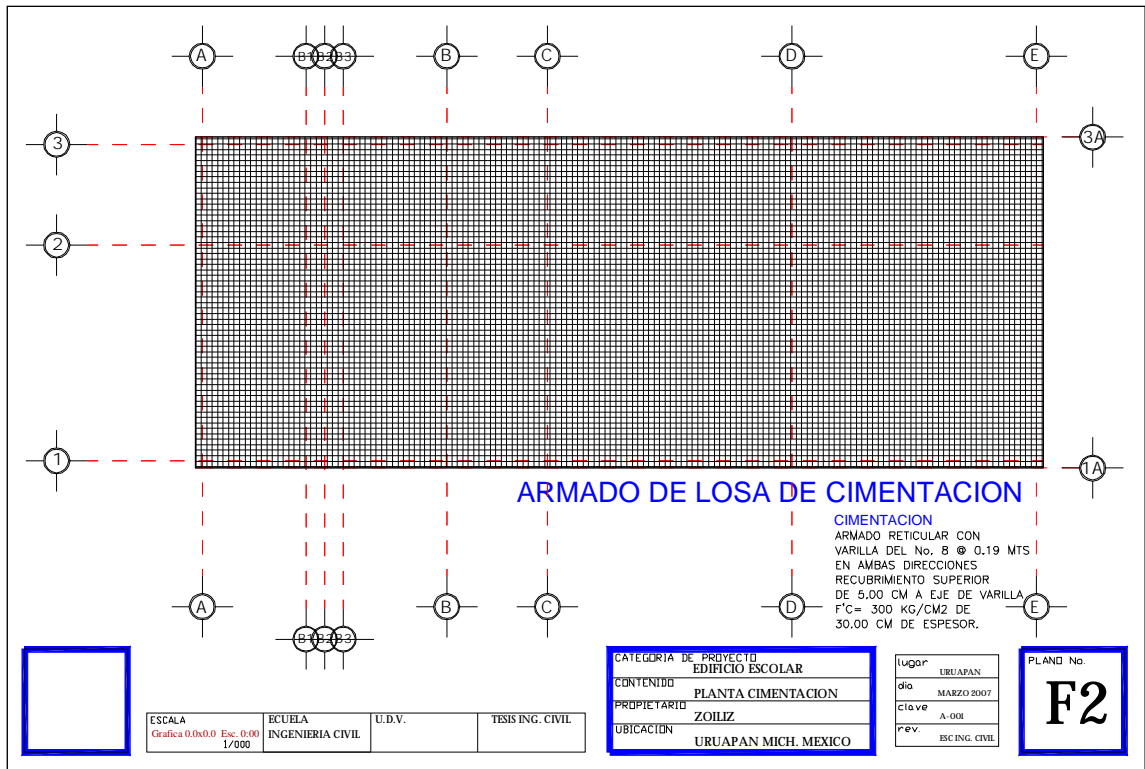 A B1 B2 B3 B C D E
3 3A
2
1 1A
ARMADO DE LOSA DE CIMENTACION
CIMENTACION
ARMADO RETICULAR CON
VARILLA DEL No. 8 @ 0.19 MTS
EN AMBAS DIRECCIONES
RECUBRIMIENTO SUPERIOR
DE 5.00 CM A EJE DE VARILLA
F'C= 300 KG/CM2 DE
30.00 CM DE ESPESOR.
A B C D E
B1 B2 B3
ESCALA
Grafica 0.0x0.0 Esc. 0:00
1/000
ECUELA
INGENIERIA CIVIL
U.D.V.
TESIS ING. CIVIL
CATEGORIA DE PROYECTO
EDIFICIO ESCOLAR
CONTENIDO
PLANTA CIMENTACION
PROPIETARIO
ZOILIZ
UBICACION
URUAPAN MICH. MEXICO
lugar
URUAPAN
dia
MARZO 2007
clave
A-001
rev.
ESC ING. CIVIL
PLANO No.
F2